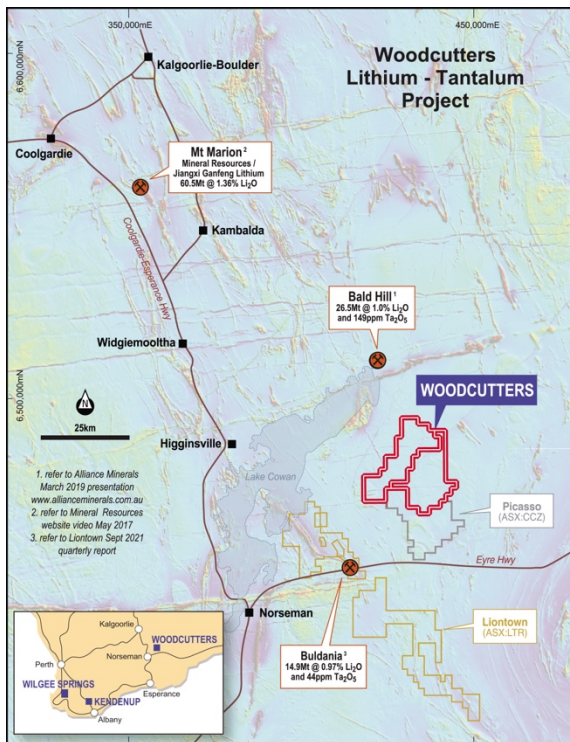 350,000mE
450,000mE
6,600,000mN
Woodcutters
Lithium - Tantalum
Project
Kalgoorlie-Boulder
Coolgardie
Mt Marion 2
Mineral Resources /
Jiangxi Ganfeng Lithium
60.5Mt @ 1.36% Li2O
Kambalda
Coolgardie-Esperance Hwy
Bald Hill 1
26.5Mt @ 1.0% Li2O
and 149ppm Ta2O5
Widgiemooltha
WOODCUTTERS
6,500,000mN
N
25km
Higginsville
Lake Cowan
1. refer to Alliance Minerals
March 2019 presentation
www.allianceminerals.com.au
2. refer to Mineral Resources
website video May 2017
3. refer to Liontown Sept 2021
quarterly report
Picasso
(ASX:CCZ)
Eyre Hwy
Norseman
Liontown
(ASX:LTR)
Buldania 3
14.9Mt @ 0.97% Li2O
and 44ppm Ta2O5
Kalgoorlie
WOODCUTTERS
Perth
Norseman
WILGEE SPRINGS
Esperance
KENDENUP
Albany